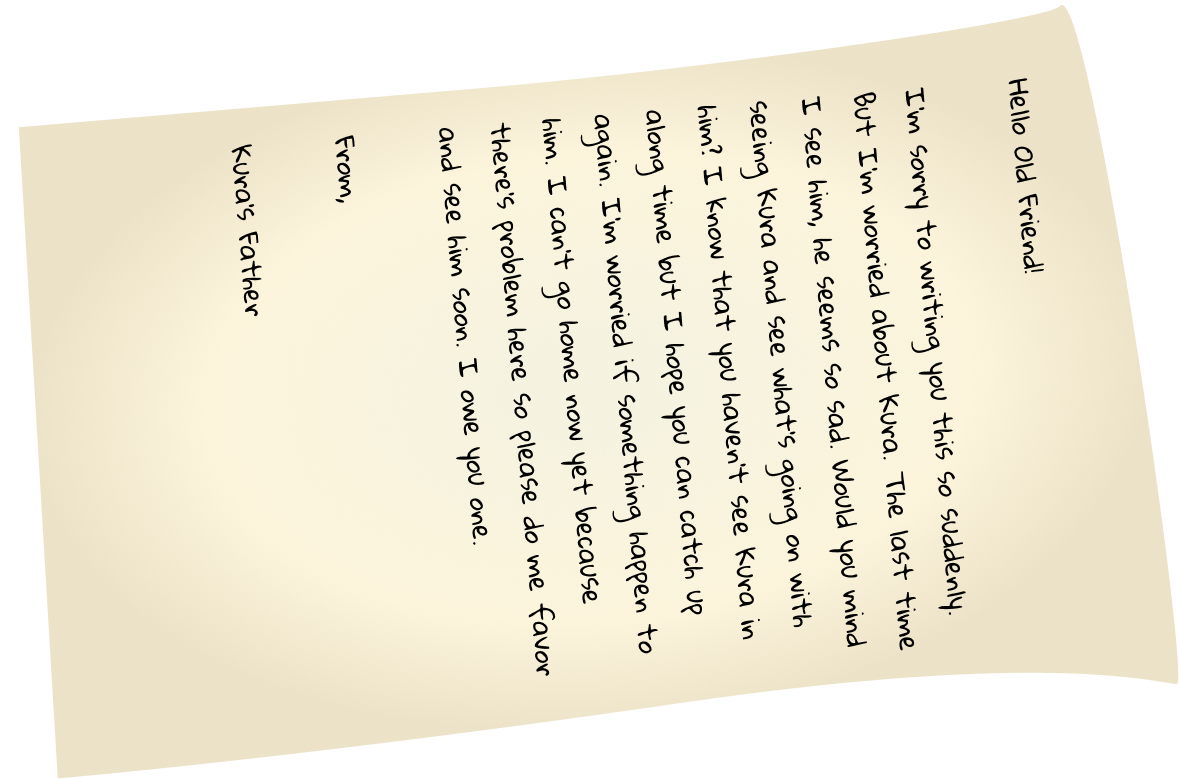 Hello Old Friend!
I'm sorry to writing you this so suddenly.
But I'm worried about Kura. The last time
I see him, he seems so sad. Would you mind
seeing Kura and see what's going on with
him? I know that you haven't see Kura in
along time but I hope you can catch up
again. I'm worried if something happen to
him. I can't go home now yet because
there's problem here so please do me favor
and see him soon. I owe you one.
From,
Kura's Father